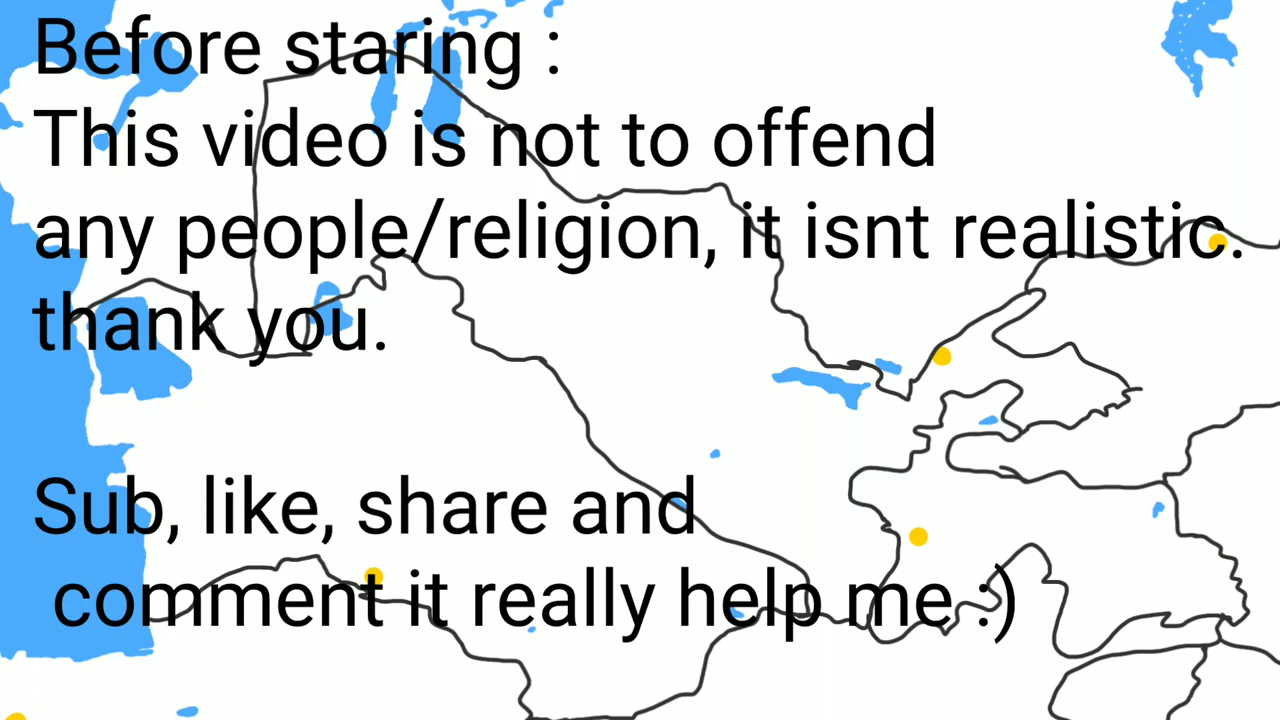 Before staring :
This video is not to offend
any people/religion, it isnt realistic.
thank you.
Sub, like, share and
comment it really help me :)